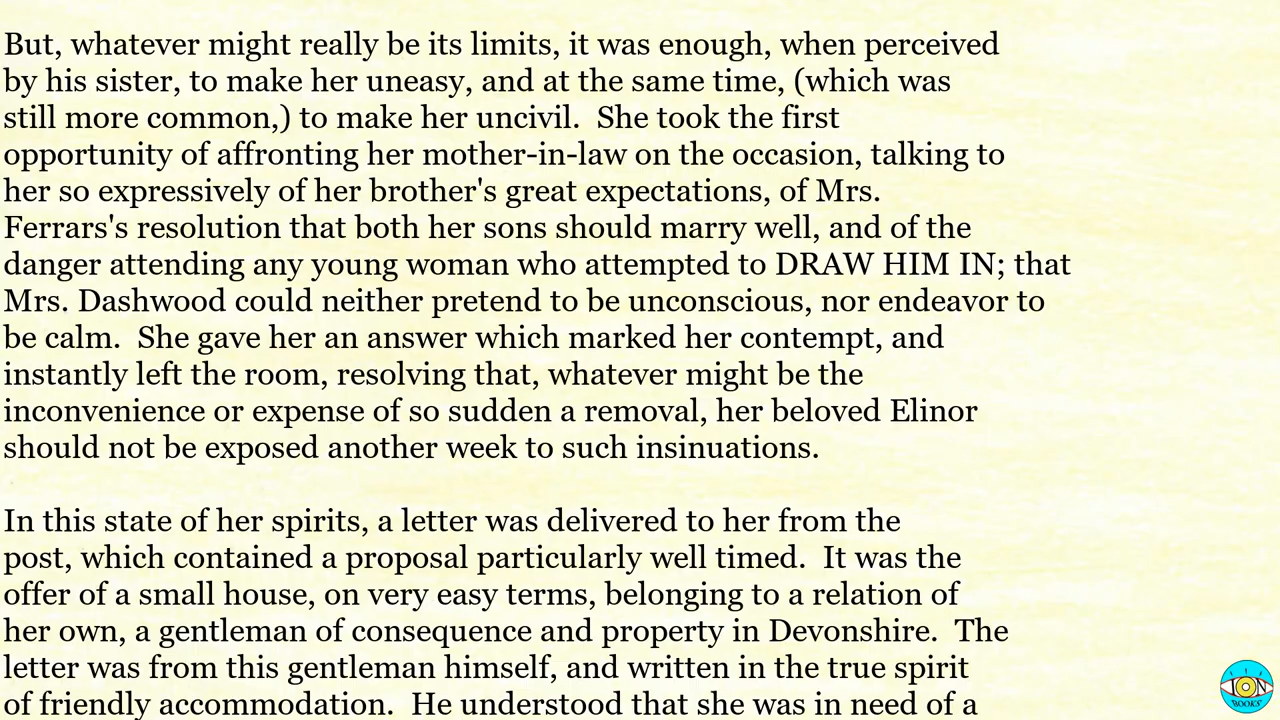 But, whatever might really be its limits, it was enough, when perceived
by his sister, to make her uneasy, and at the same time, (which was
still more common,) to make her uncivil.  She took the first
opportunity of affronting her mother-in-law on the occasion, talking to
her so expressively of her brother's great expectations, of Mrs.
Ferrars's resolution that both her sons should marry well, and of the
danger attending any young woman who attempted to DRAW HIM IN; that
Mrs. Dashwood could neither pretend to be unconscious, nor endeavor to
be calm.  She gave her an answer which marked her contempt, and
instantly left the room, resolving that, whatever might be the
inconvenience or expense of so sudden a removal, her beloved Elinor
should not be exposed another week to such insinuations.

In this state of her spirits, a letter was delivered to her from the
post, which contained a proposal particularly well timed.  It was the
offer of a small house, on very easy terms, belonging to a relation of
her own, a gentleman of consequence and property in Devonshire.  The
letter was from this gentleman himself, and written in the true spirit
of friendly accommodation.  He understood that she was in need of a
ION
BOOKS